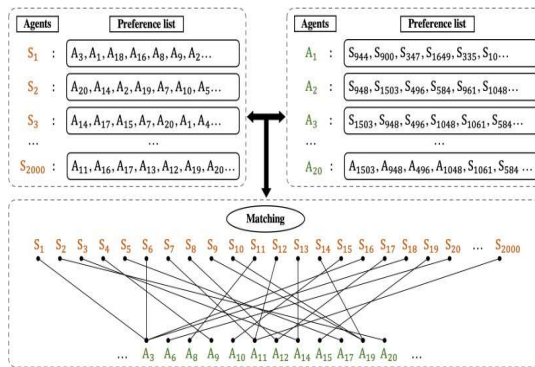 Agents Preference list
S1 : A3, A1, A18, A16, A8, A9, A2...
S2 : A20, A14, A2, A19, A7, A10, A5...
S3 : A14, A17, A15, A7, A20, A1, A4...
... ...
S2000 : A11, A16, A17, A13, A12, A19, A20...
Agents Preference list
A1 : S944, S900, S347, S1649, S335, S10...
A2 : S948, S1503, S496, S584, S961, S1048...
A3 : S1503, S948, S496, S1048, S1061, S584...
... ...
A20 : A1503, A948, A496, A1048, S1061, S584 ...
Matching
S1 S2 S3 S4 S5 S6 S7 S8 S9 S10 S11 S12 S13 S14 S15 S16 S17 S18 S19 S20 ... S2000
... A3 A6 A8 A9 A10 A11 A12 A14 A15 A17 A19 A20 ...